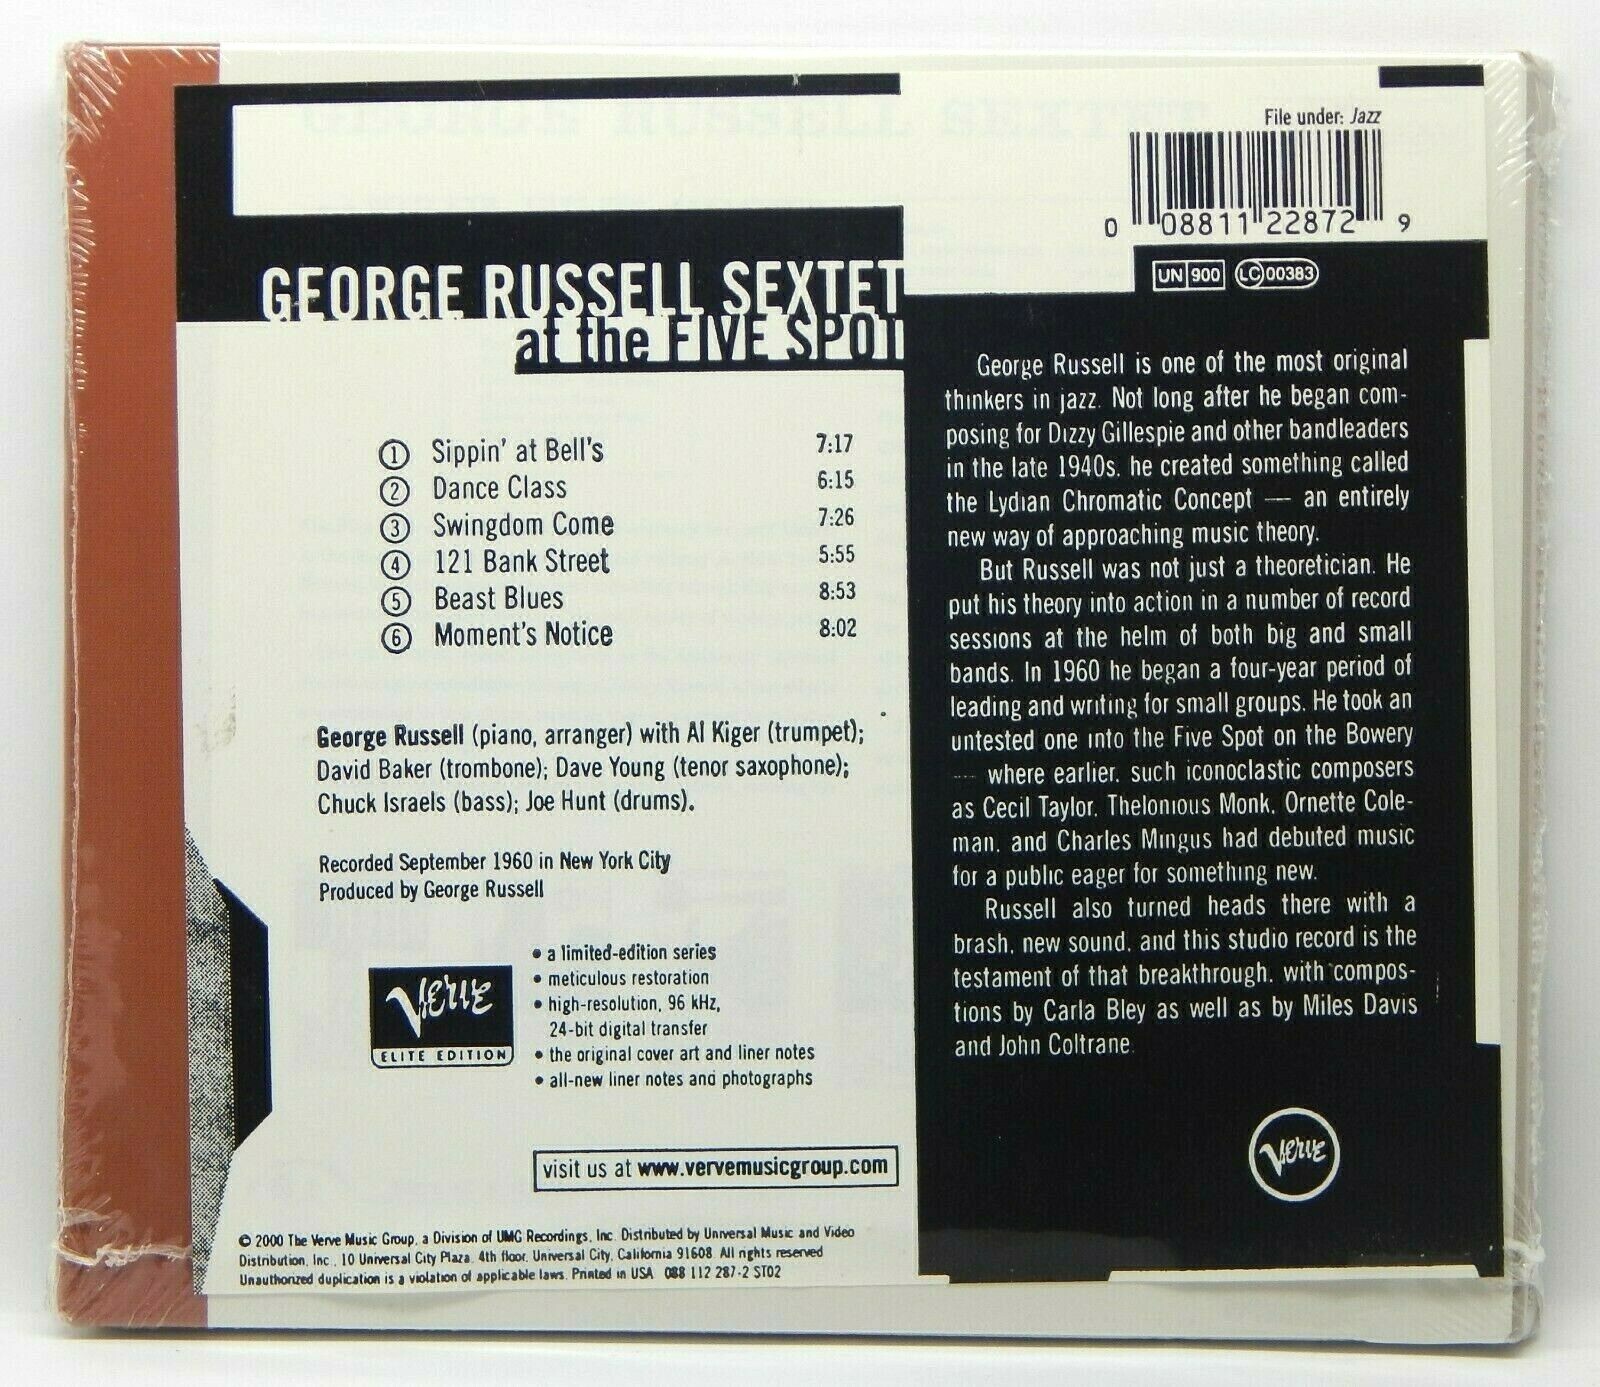 File under: Jazz
0 08811 22872 9
UN 900 LC 00383
GEORGE RUSSELL SEXTET
at the FIVE SPOT
1 Sippin' at Bell's 7:17
2 Dance Class 6:15
3 Swingdom Come 7:26
4 121 Bank Street 5:55
5 Beast Blues 8:53
6 Moment's Notice 8:02
George Russell (piano, arranger) with Al Kiger (trumpet);
David Baker (trombone); Dave Young (tenor saxophone);
Chuck Israels (bass); Joe Hunt (drums).
Recorded September 1960 in New York City
Produced by George Russell
VERVE
ELITE EDITION
• a limited-edition series
• meticulous restoration
• high-resolution, 96 kHz,
24-bit digital transfer
• the original cover art and liner notes
• all-new liner notes and photographs
visit us at www.vervemusicgroup.com
© 2000 The Verve Music Group, a Division of UMG Recordings, Inc. Distributed by Universal Music and Video
Distribution, Inc., 10 Universal City Plaza, 4th floor, Universal City, California 91608. All rights reserved
Unauthorized duplication is a violation of applicable laws. Printed in USA 088 112 287-2 ST02
George Russell is one of the most original
thinkers in jazz. Not long after he began com-
posing for Dizzy Gillespie and other bandleaders
in the late 1940s, he created something called
the Lydian Chromatic Concept — an entirely
new way of approaching music theory.
But Russell was not just a theoretician. He
put his theory into action in a number of record
sessions at the helm of both big and small
bands. In 1960 he began a four-year period of
leading and writing for small groups. He took an
untested one into the Five Spot on the Bowery
— where earlier, such iconoclastic composers
as Cecil Taylor, Thelonious Monk, Ornette Cole-
man, and Charles Mingus had debuted music
for a public eager for something new.
Russell also turned heads there with a
brash, new sound, and this studio record is the
testament of that breakthrough, with compos-
itions by Carla Bley as well as by Miles Davis
and John Coltrane.
VERVE